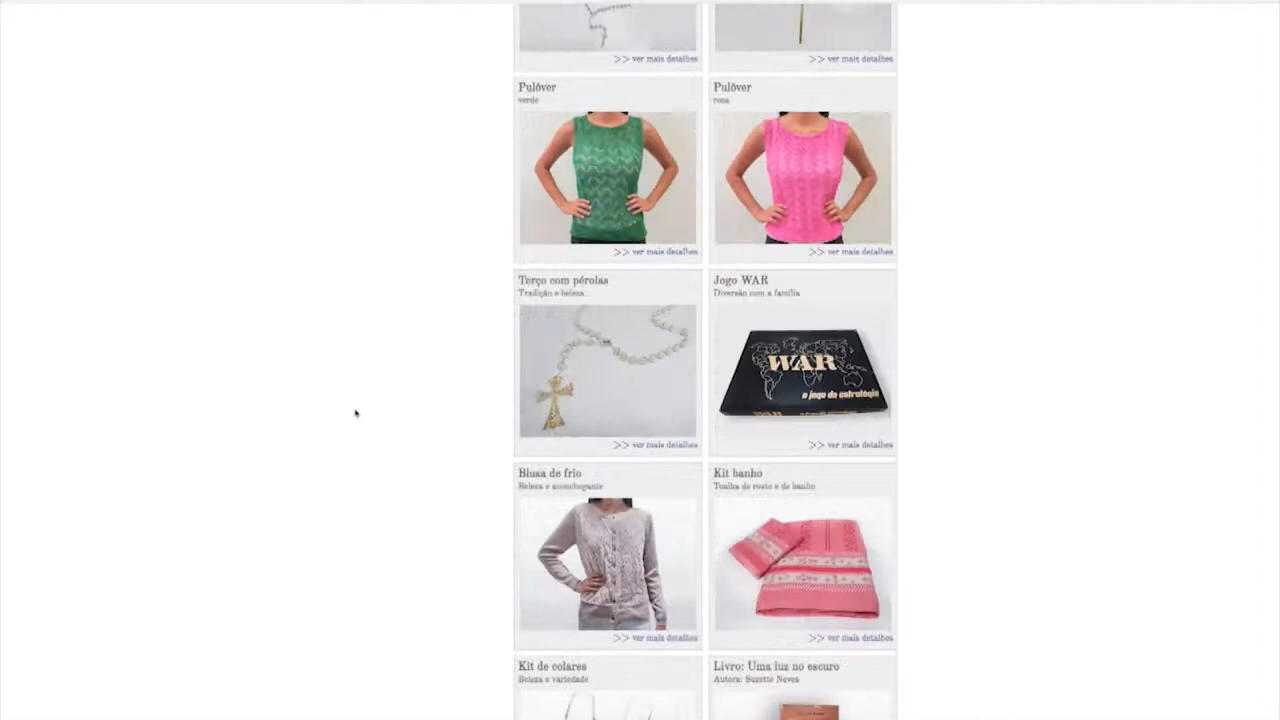 >> ver mais detalhes
>> ver mais detalhes
Pulôver
verde
>> ver mais detalhes
Pulôver
rosa
>> ver mais detalhes
Terço com pérolas
Tradição e beleza
>> ver mais detalhes
Jogo WAR
Diversão com a família
WAR
o jogo da estratégia
>> ver mais detalhes
Blusa de frio
Beleza e aconchegante
>> ver mais detalhes
Kit banho
Toalha de rosto e de banho
>> ver mais detalhes
Kit de colares
Beleza e variedade
Livro: Uma luz no escuro
Autora: Suzette Neves